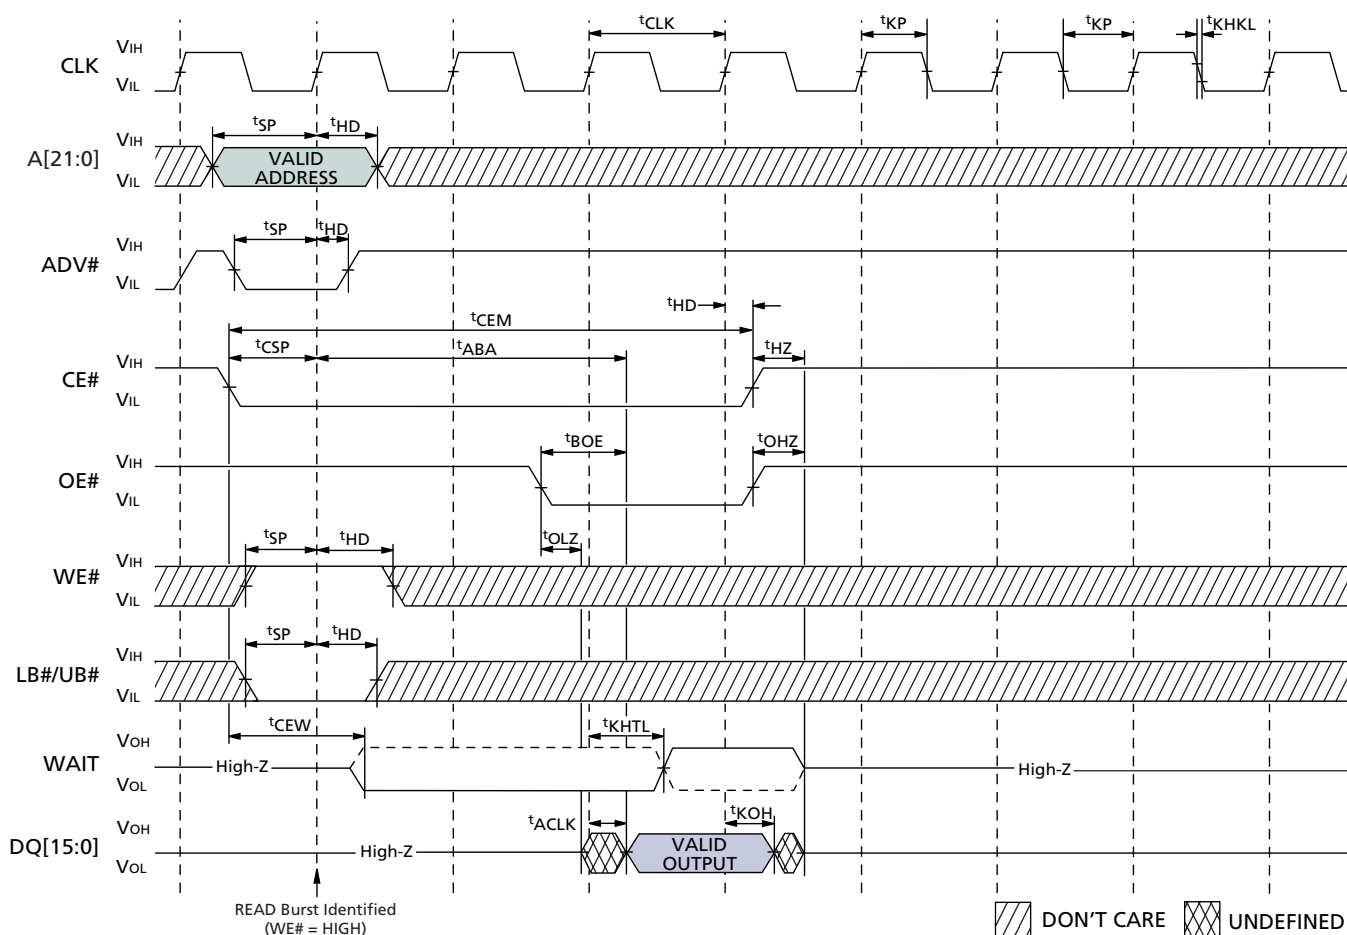 tCLK tKP tKP tKHKL
CLK VIH
VIL
tSP tHD
A[21:0] VIH
VIL
VALID
ADDRESS
tSP tHD
ADV# VIH
VIL
tHD
tCEM
tCSP tABA tHZ
CE# VIH
VIL
tBOE tOHZ
OE# VIH
VIL
tOLZ
tSP tHD
WE# VIH
VIL
tSP tHD
LB#/UB# VIH
VIL
tCEW tKHTL
WAIT VOH
VOL
High-Z High-Z
tACLK tKOH
DQ[15:0] VOH
VOL
High-Z
VALID
OUTPUT
READ Burst Identified
(WE# = HIGH)
DON'T CARE UNDEFINED